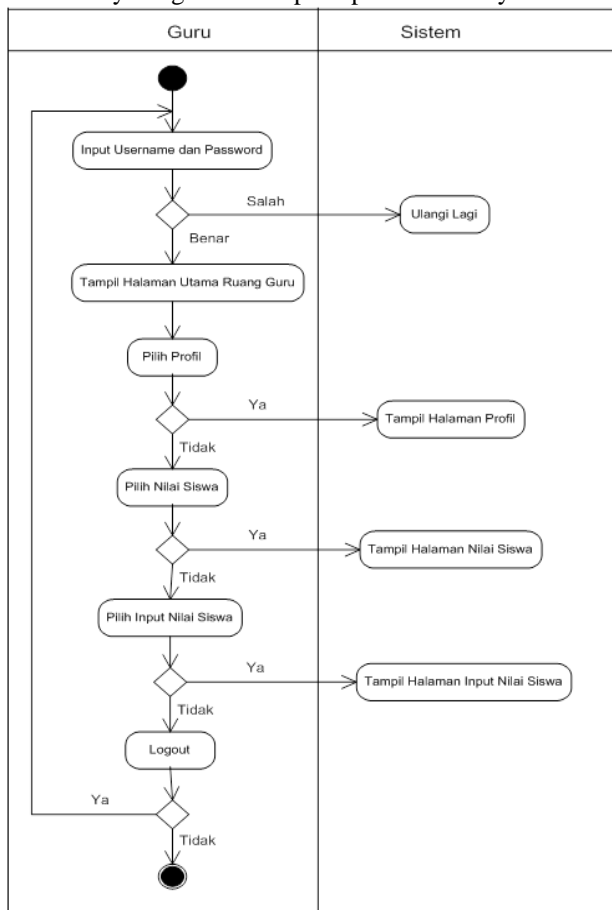 Guru
Sistem
Input Username dan Password
Salah
Ulangi Lagi
Benar
Tampil Halaman Utama Ruang Guru
Pilih Profil
Ya
Tampil Halaman Profil
Tidak
Pilih Nilai Siswa
Ya
Tampil Halaman Nilai Siswa
Tidak
Pilih Input Nilai Siswa
Ya
Tampil Halaman Input Nilai Siswa
Tidak
Logout
Ya
Tidak